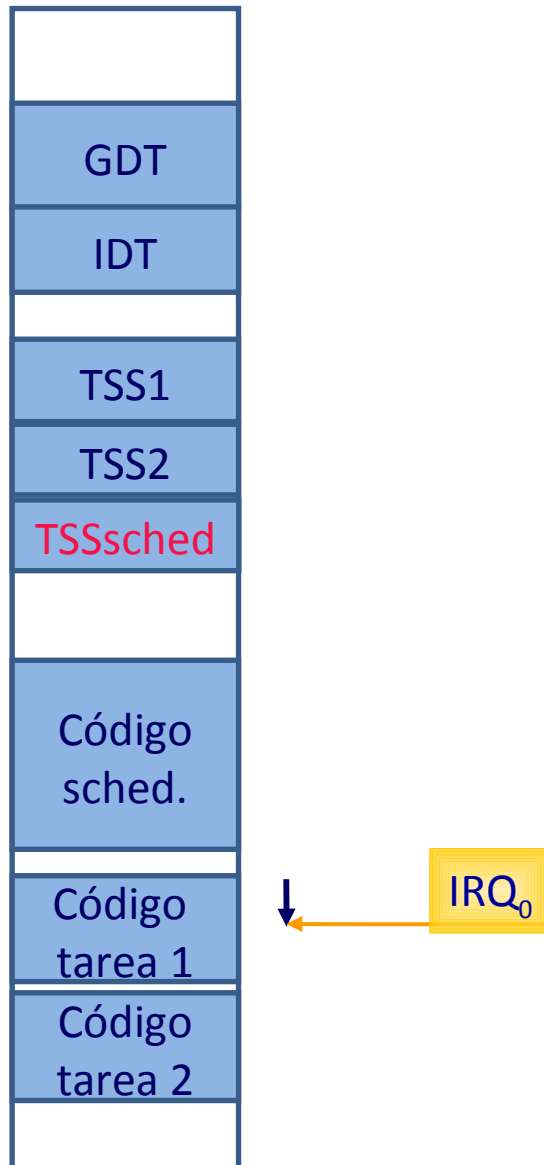 GDT
IDT
TSS1
TSS2
TSSsched
Código
sched.
IRQ₀
Código
tarea 1
Código
tarea 2